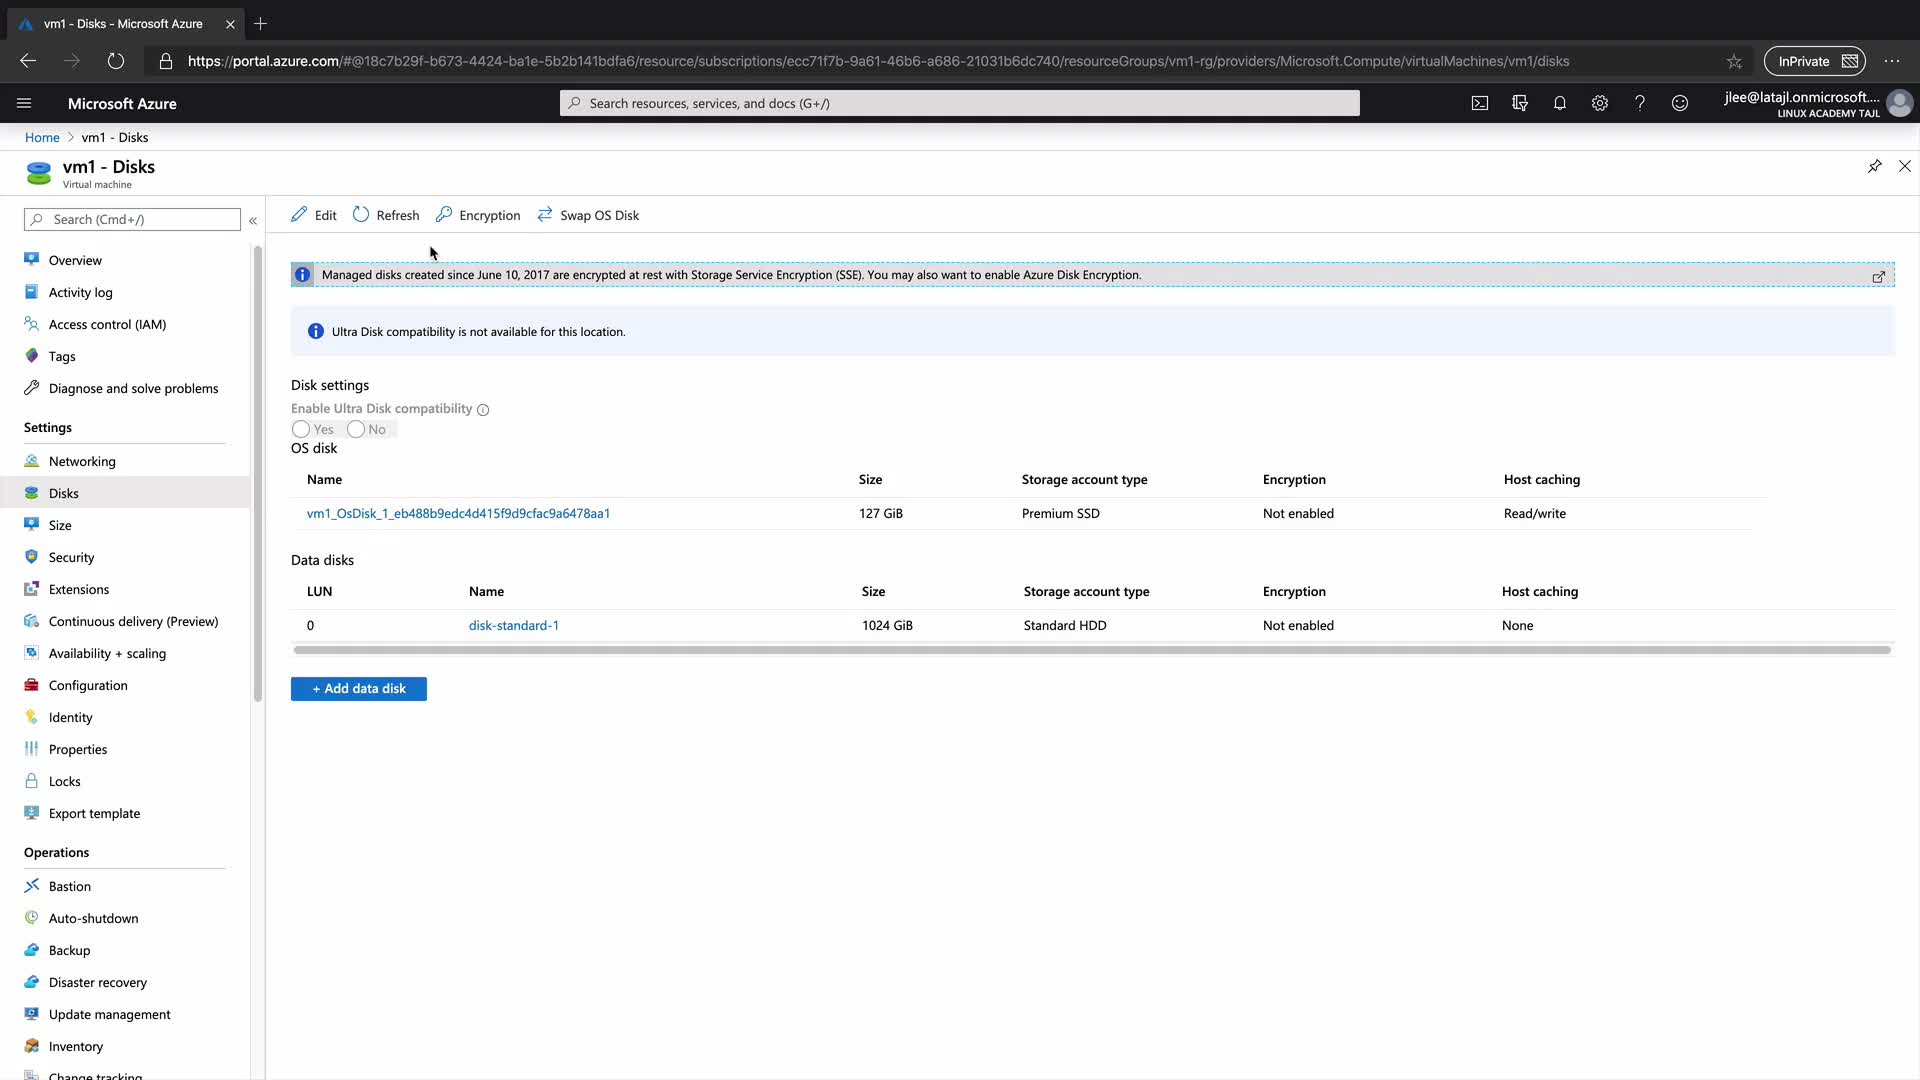 vm1 - Disks - Microsoft Azure
https://portal.azure.com/#@18c7b29f-b673-4424-ba1e-5b2b141bdfa6/resource/subscriptions/ecc71f7b-9a61-46b6-a686-21031b6dc740/resourceGroups/vm1-rg/providers/Microsoft.Compute/virtualMachines/vm1/disks
InPrivate
Microsoft Azure
Search resources, services, and docs (G+/)
jlee@latajl.onmicrosoft....
LINUX ACADEMY TAJL
Home > vm1 - Disks
vm1 - Disks
Virtual machine
Search (Cmd+/)
Overview
Activity log
Access control (IAM)
Tags
Diagnose and solve problems
Settings
Networking
Disks
Size
Security
Extensions
Continuous delivery (Preview)
Availability + scaling
Configuration
Identity
Properties
Locks
Export template
Operations
Bastion
Auto-shutdown
Backup
Disaster recovery
Update management
Inventory
Change tracking
Edit Refresh Encryption Swap OS Disk
Managed disks created since June 10, 2017 are encrypted at rest with Storage Service Encryption (SSE). You may also want to enable Azure Disk Encryption.
Ultra Disk compatibility is not available for this location.
Disk settings
Enable Ultra Disk compatibility
Yes No
OS disk
Name Size Storage account type Encryption Host caching
vm1_OsDisk_1_eb488b9edc4d415f9d9cfac9a6478aa1 127 GiB Premium SSD Not enabled Read/write
Data disks
LUN Name Size Storage account type Encryption Host caching
0 disk-standard-1 1024 GiB Standard HDD Not enabled None
+ Add data disk